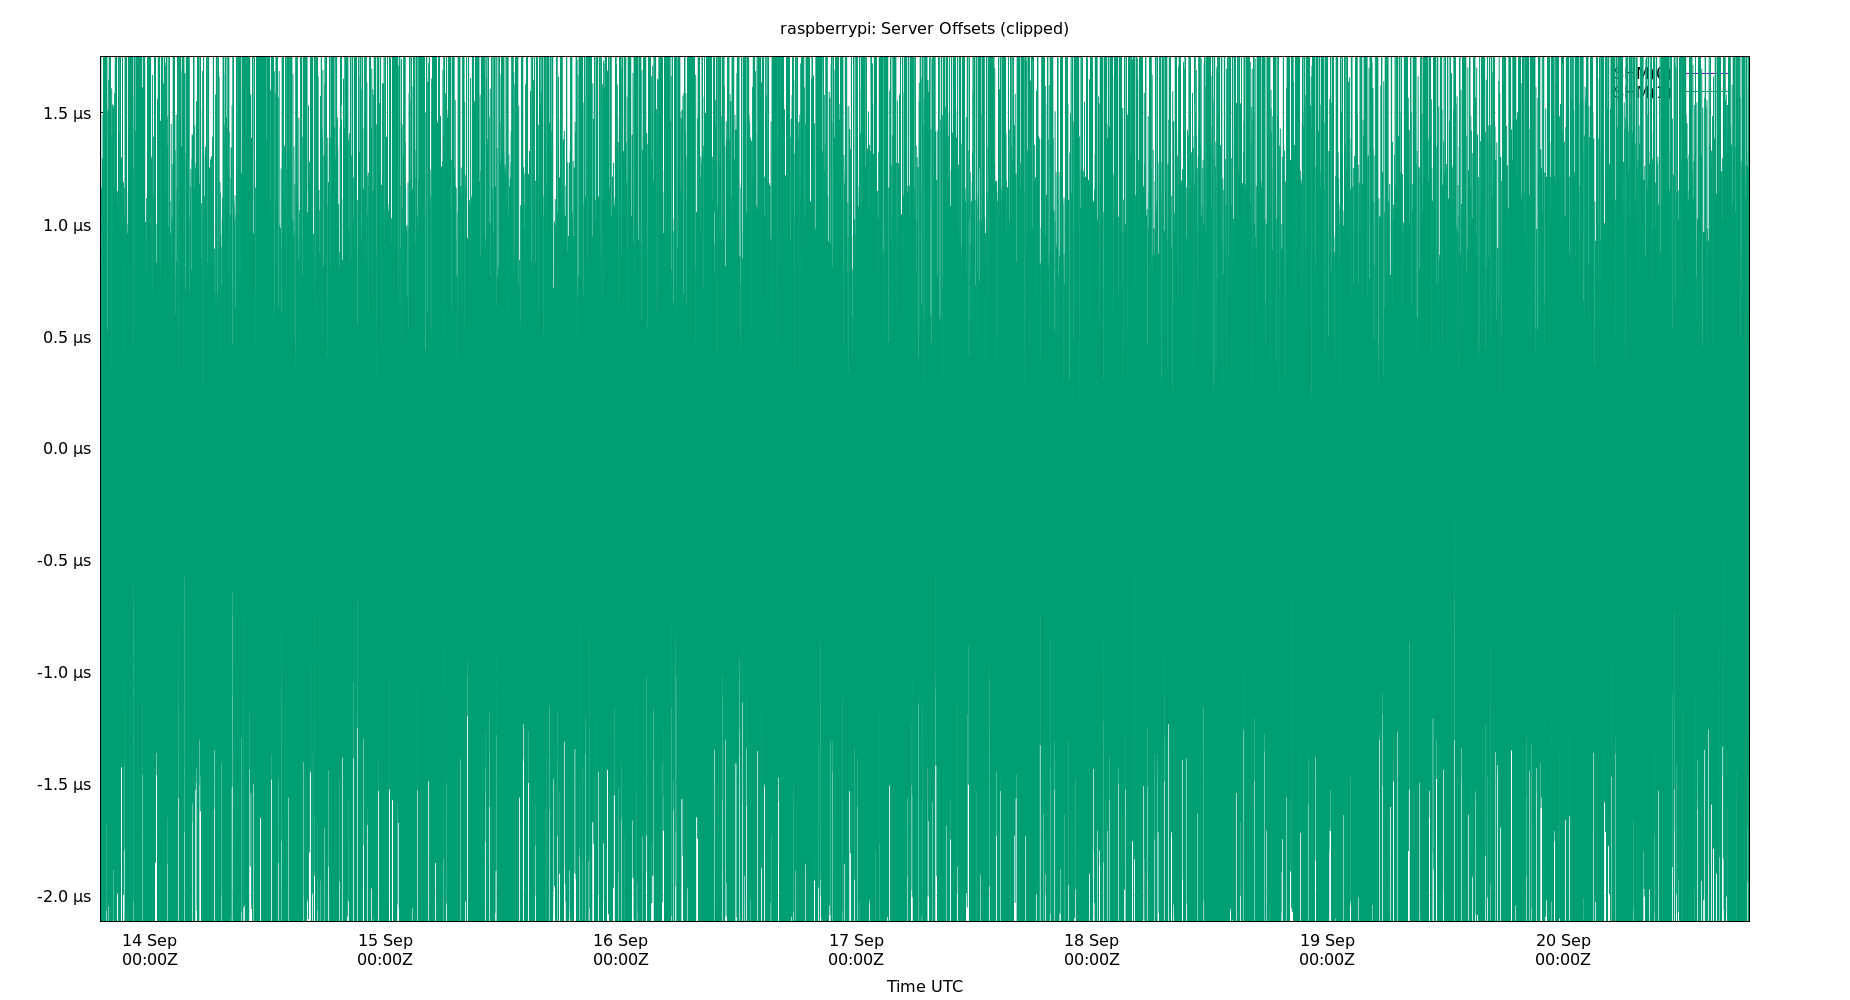 raspberrypi: Server Offsets (clipped)
1.5 µs
1.0 µs
0.5 µs
0.0 µs
-0.5 µs
-1.0 µs
-1.5 µs
-2.0 µs
14 Sep
00:00Z
15 Sep
00:00Z
16 Sep
00:00Z
17 Sep
00:00Z
18 Sep
00:00Z
19 Sep
00:00Z
20 Sep
00:00Z
Time UTC